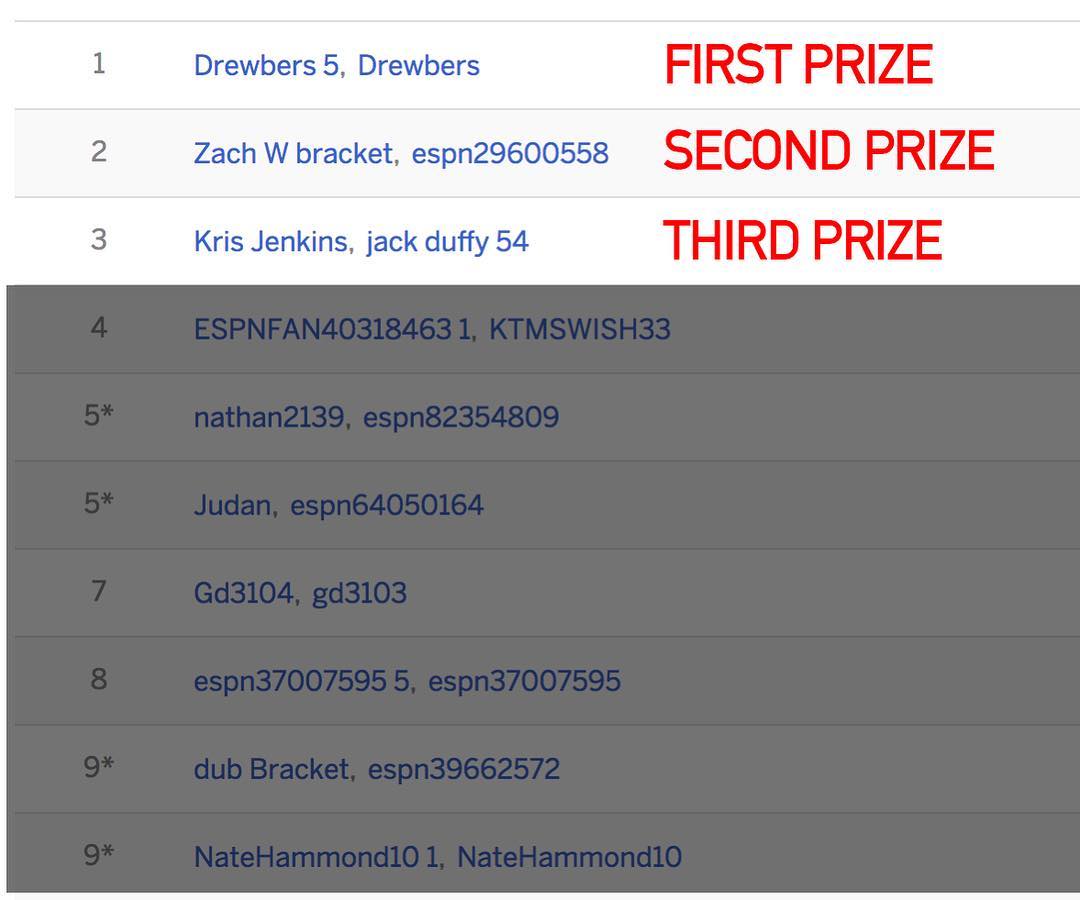 1 Drewbers 5, Drewbers FIRST PRIZE
2 Zach W bracket, espn29600558 SECOND PRIZE
3 Kris Jenkins, jack duffy 54 THIRD PRIZE
4 ESPNFAN40318463 1, KTMSWISH33
5* nathan2139, espn82354809
5* Judan, espn64050164
7 Gd3104, gd3103
8 espn37007595 5, espn37007595
9* dub Bracket, espn39662572
9* NateHammond10 1, NateHammond10